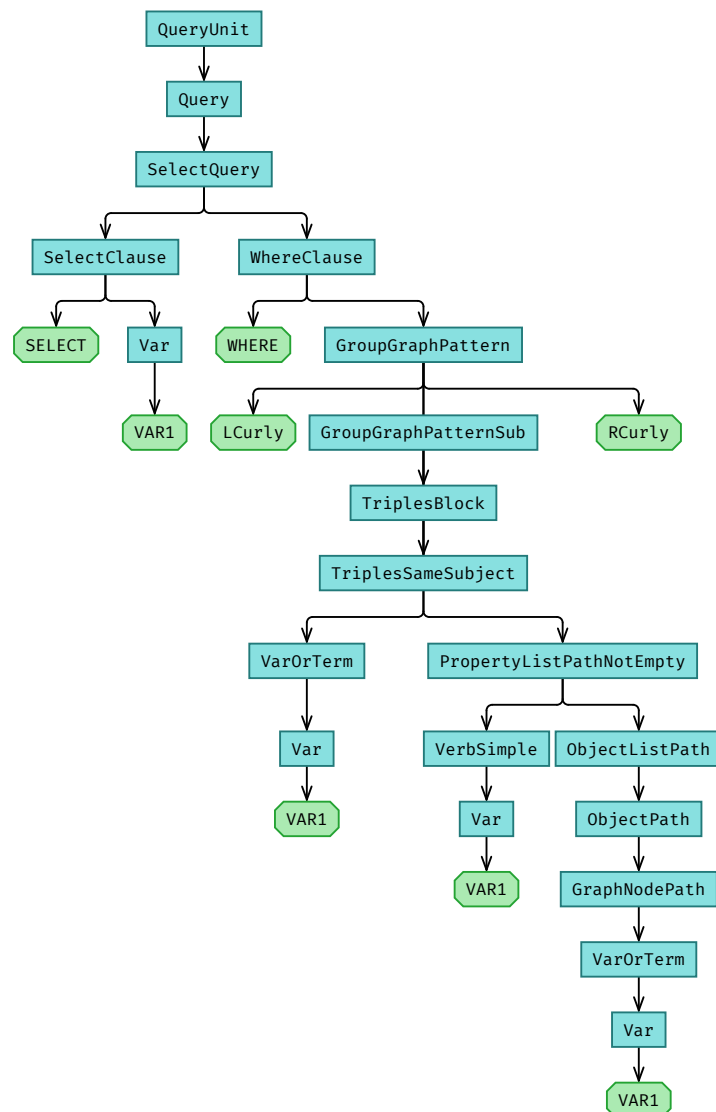 QueryUnit
Query
SelectQuery
SelectClause
WhereClause
SELECT
Var
WHERE
GroupGraphPattern
VAR1
LCurly
GroupGraphPatternSub
RCurly
TriplesBlock
TriplesSameSubject
VarOrTerm
PropertyListPathNotEmpty
Var
VerbSimple
ObjectListPath
VAR1
Var
ObjectPath
VAR1
GraphNodePath
VarOrTerm
Var
VAR1